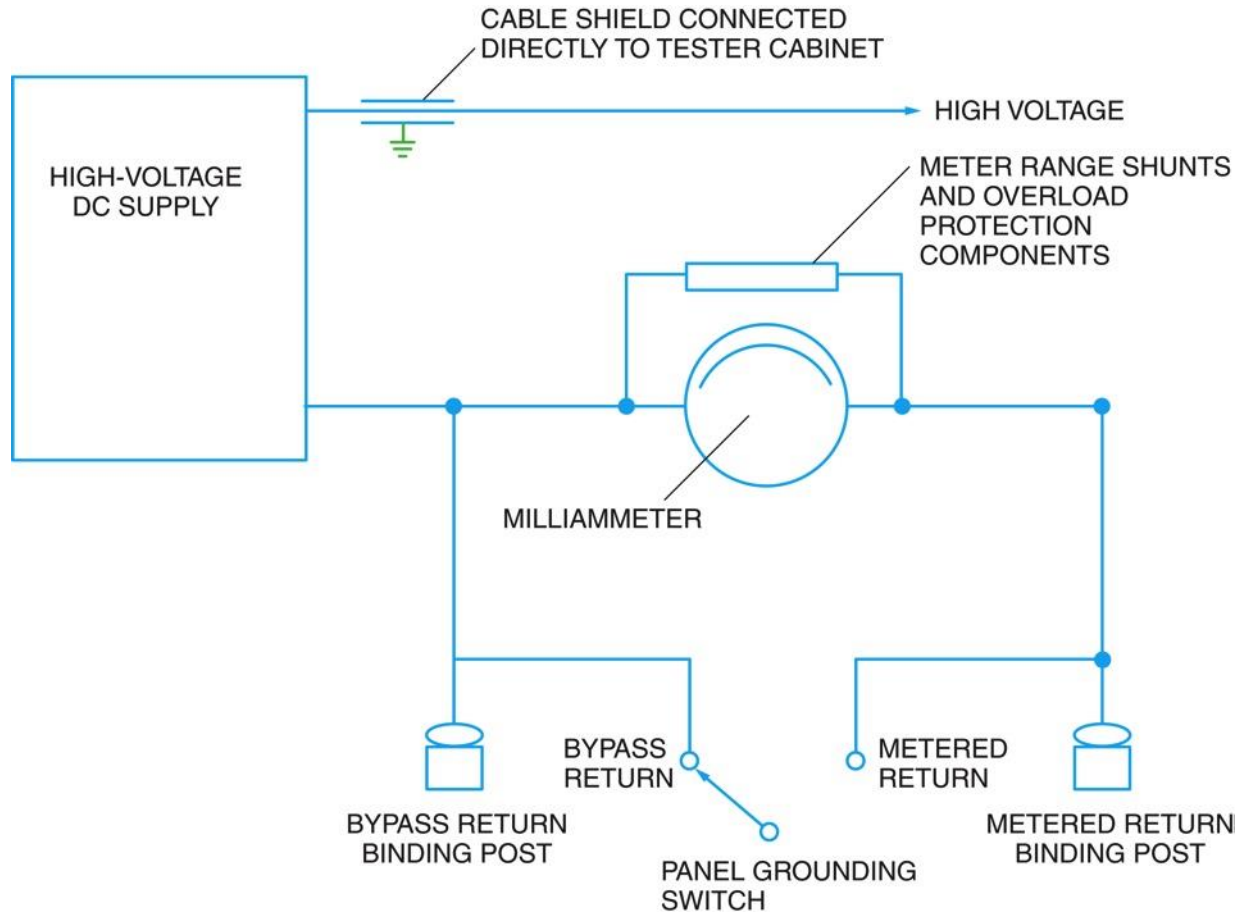 CABLE SHIELD CONNECTED
DIRECTLY TO TESTER CABINET
HIGH VOLTAGE
HIGH-VOLTAGE
DC SUPPLY
METER RANGE SHUNTS
AND OVERLOAD
PROTECTION
COMPONENTS
MILLIAMMETER
BYPASS
RETURN
METERED
RETURN
BYPASS RETURN
BINDING POST
METERED RETURN
BINDING POST
PANEL GROUNDING
SWITCH